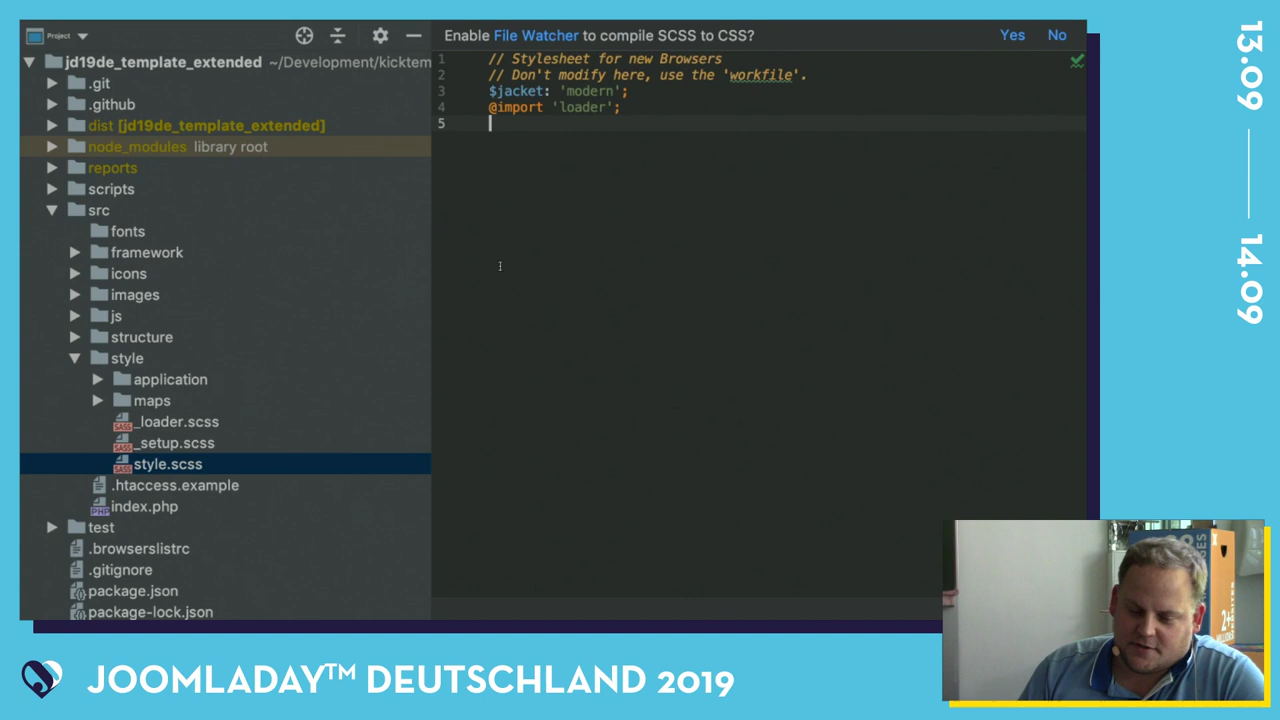 Project
jd19de_template_extended ~/Development/kicktem
.git
.github
dist [jd19de_template_extended]
node_modules library root
reports
scripts
src
fonts
framework
icons
images
js
structure
style
application
maps
_loader.scss
_setup.scss
style.scss
.htaccess.example
index.php
test
.browserslistrc
.gitignore
package.json
package-lock.json
Enable File Watcher to compile SCSS to CSS?
Yes No
1 // Stylesheet for new Browsers
2 // Don't modify here, use the 'workfile'.
3 $jacket: 'modern';
4 @import 'loader';
5
13.09
14.09
JOOMLADAY™ DEUTSCHLAND 2019
2+